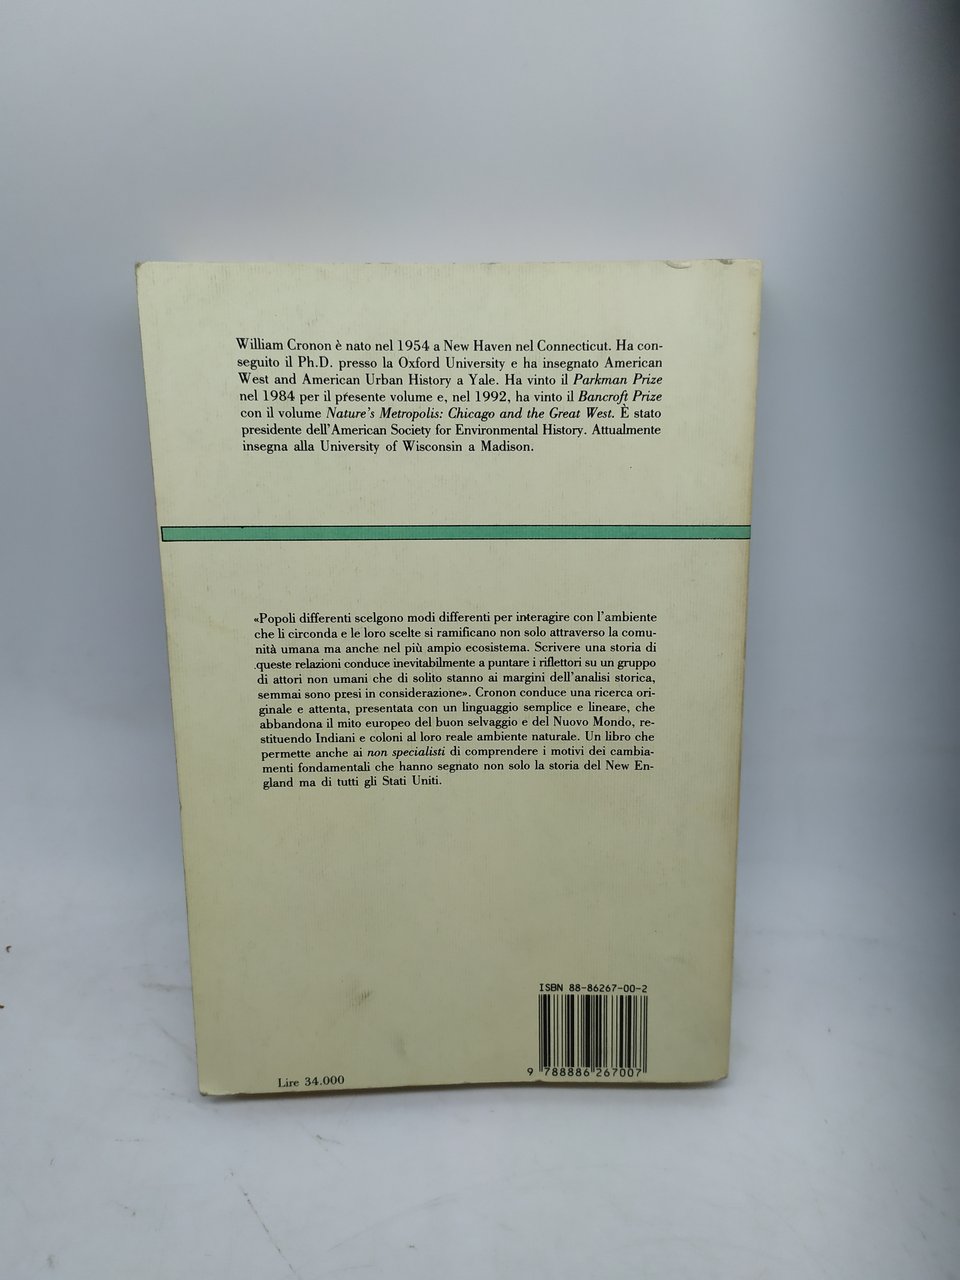 William Cronon è nato nel 1954 a New Haven nel Connecticut. Ha con-
seguito il Ph.D. presso la Oxford University e ha insegnato American
West and American Urban History a Yale. Ha vinto il Parkman Prize
nel 1984 per il presente volume e, nel 1992, ha vinto il Bancroft Prize
con il volume Nature's Metropolis: Chicago and the Great West. È stato
presidente dell'American Society for Environmental History. Attualmente
insegna alla University of Wisconsin a Madison.
«Popoli differenti scelgono modi differenti per interagire con l'ambiente
che li circonda e le loro scelte si ramificano non solo attraverso la comu-
nità umana ma anche nel più ampio ecosistema. Scrivere una storia di
queste relazioni conduce inevitabilmente a puntare i riflettori su un gruppo
di attori non umani che di solito stanno ai margini dell'analisi storica,
semmai sono presi in considerazione». Cronon conduce una ricerca ori-
ginale e attenta, presentata con un linguaggio semplice e lineare, che
abbandona il mito europeo del buon selvaggio e del Nuovo Mondo, re-
stituendo Indiani e coloni al loro reale ambiente naturale. Un libro che
permette anche ai non specialisti di comprendere i motivi dei cambia-
menti fondamentali che hanno segnato non solo la storia del New En-
gland ma di tutti gli Stati Uniti.
ISBN 88-86267-00-2
9 788886 267007
Lire 34.000